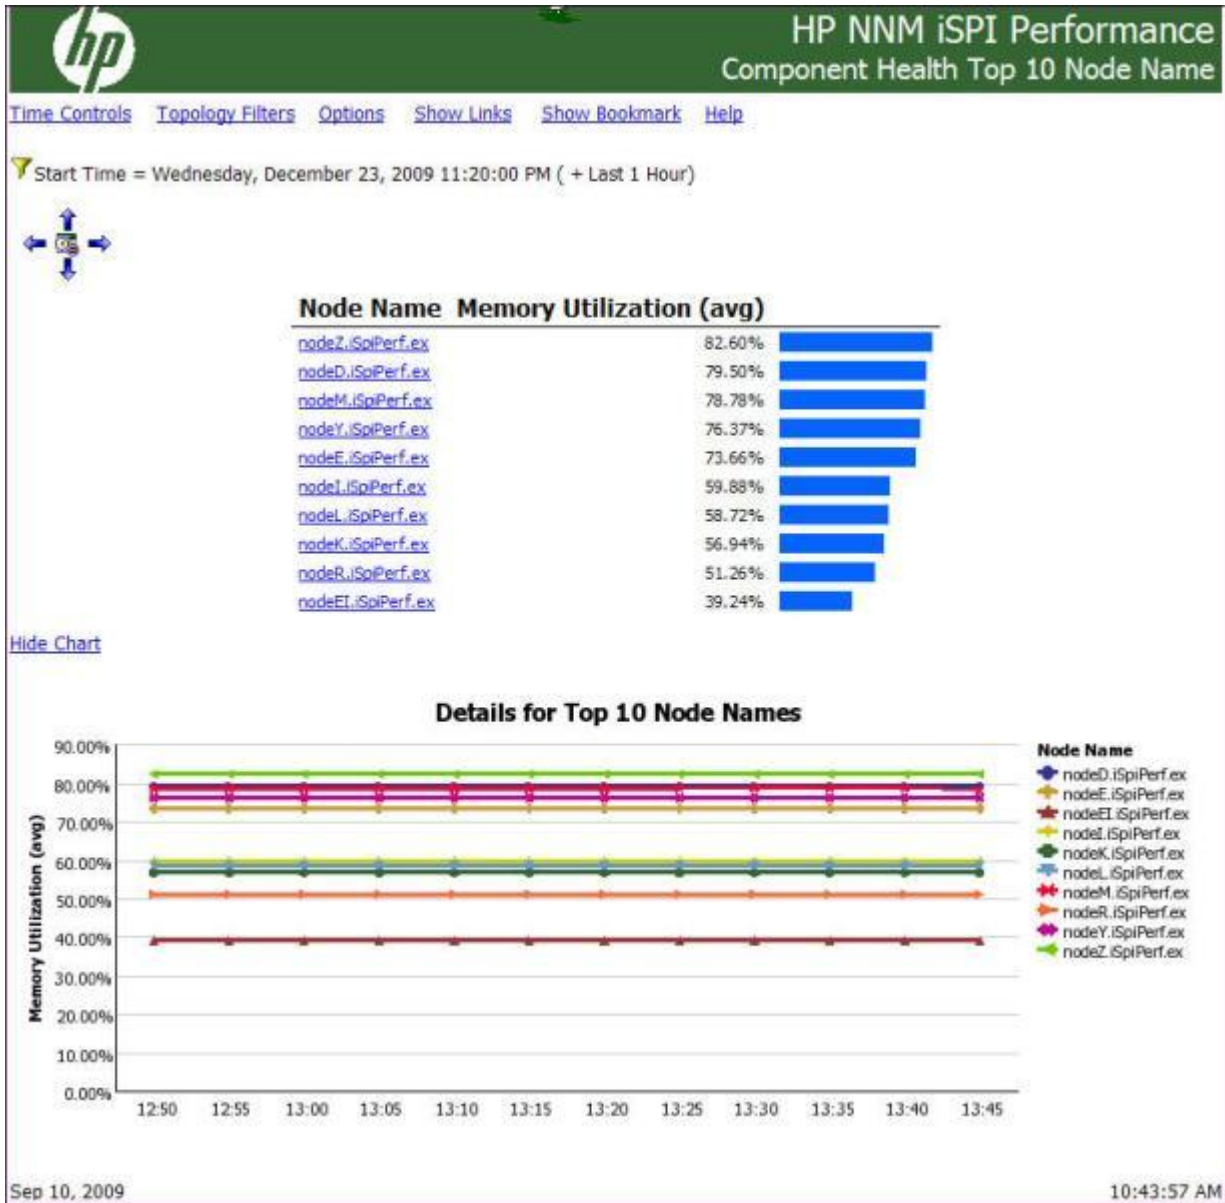 hp
HP NNM iSPI Performance
Component Health Top 10 Node Name
Time Controls Topology Filters Options Show Links Show Bookmark Help
Start Time = Wednesday, December 23, 2009 11:20:00 PM ( + Last 1 Hour)
Node Name Memory Utilization (avg)
nodeZ.iSpiPerf.ex 82.60%
nodeD.iSpiPerf.ex 79.50%
nodeM.iSpiPerf.ex 78.78%
nodeY.iSpiPerf.ex 76.37%
nodeE.iSpiPerf.ex 73.66%
nodeI.iSpiPerf.ex 59.88%
nodeL.iSpiPerf.ex 58.72%
nodeK.iSpiPerf.ex 56.94%
nodeR.iSpiPerf.ex 51.26%
nodeEI.iSpiPerf.ex 39.24%
Hide Chart
Details for Top 10 Node Names
Memory Utilization (avg)
90.00%
80.00%
70.00%
60.00%
50.00%
40.00%
30.00%
20.00%
10.00%
0.00%
12:50 12:55 13:00 13:05 13:10 13:15 13:20 13:25 13:30 13:35 13:40 13:45
Node Name
nodeD.iSpiPerf.ex
nodeE.iSpiPerf.ex
nodeEI.iSpiPerf.ex
nodeI.iSpiPerf.ex
nodeK.iSpiPerf.ex
nodeL.iSpiPerf.ex
nodeM.iSpiPerf.ex
nodeR.iSpiPerf.ex
nodeY.iSpiPerf.ex
nodeZ.iSpiPerf.ex
Sep 10, 2009 10:43:57 AM